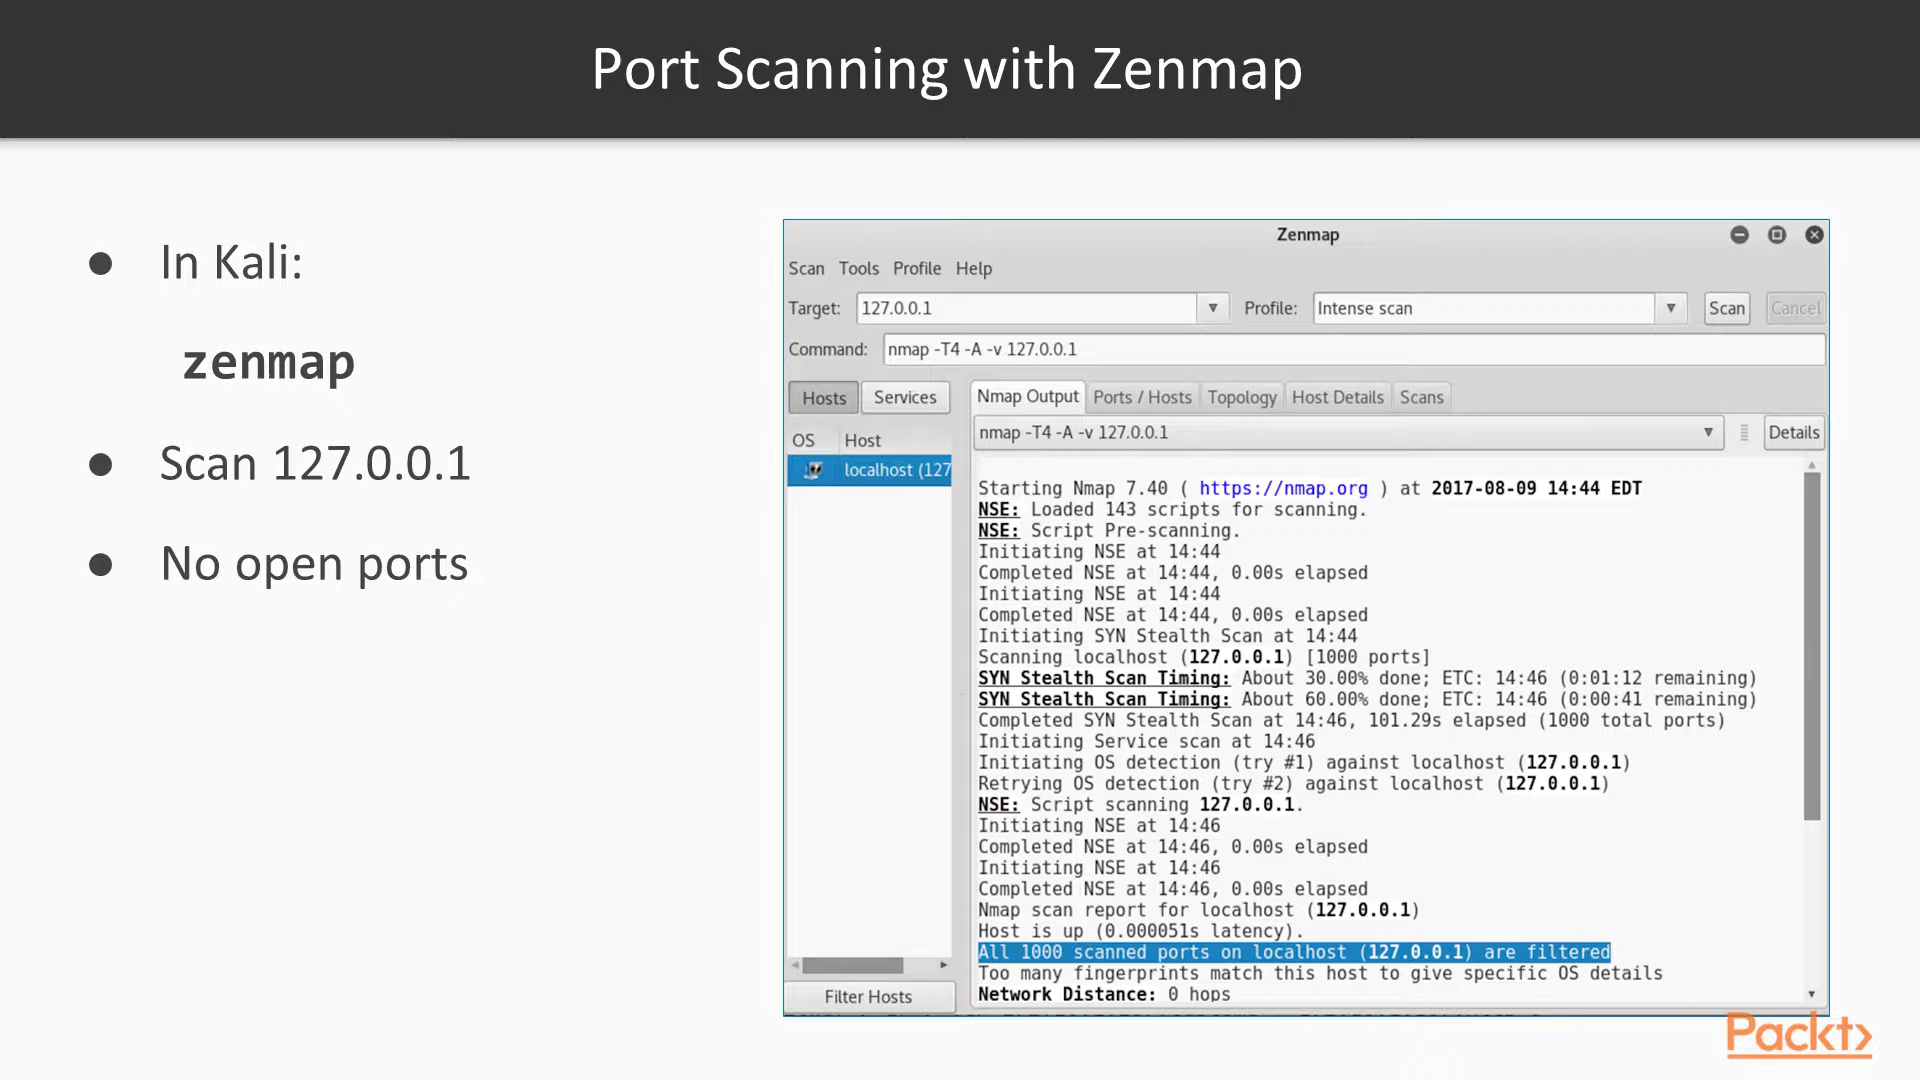 Port Scanning with Zenmap
● In Kali:
zenmap
● Scan 127.0.0.1
● No open ports
Zenmap
Scan Tools Profile Help
Target: 127.0.0.1 Profile: Intense scan Scan Cancel
Command: nmap -T4 -A -v 127.0.0.1
Hosts Services
OS Host
localhost (127
Filter Hosts
Nmap Output Ports / Hosts Topology Host Details Scans
nmap -T4 -A -v 127.0.0.1 Details
Starting Nmap 7.40 ( https://nmap.org ) at 2017-08-09 14:44 EDT
NSE: Loaded 143 scripts for scanning.
NSE: Script Pre-scanning.
Initiating NSE at 14:44
Completed NSE at 14:44, 0.00s elapsed
Initiating NSE at 14:44
Completed NSE at 14:44, 0.00s elapsed
Initiating SYN Stealth Scan at 14:44
Scanning localhost (127.0.0.1) [1000 ports]
SYN Stealth Scan Timing: About 30.00% done; ETC: 14:46 (0:01:12 remaining)
SYN Stealth Scan Timing: About 60.00% done; ETC: 14:46 (0:00:41 remaining)
Completed SYN Stealth Scan at 14:46, 101.29s elapsed (1000 total ports)
Initiating Service scan at 14:46
Initiating OS detection (try #1) against localhost (127.0.0.1)
Retrying OS detection (try #2) against localhost (127.0.0.1)
NSE: Script scanning 127.0.0.1.
Initiating NSE at 14:46
Completed NSE at 14:46, 0.00s elapsed
Initiating NSE at 14:46
Completed NSE at 14:46, 0.00s elapsed
Nmap scan report for localhost (127.0.0.1)
Host is up (0.000051s latency).
All 1000 scanned ports on localhost (127.0.0.1) are filtered
Too many fingerprints match this host to give specific OS details
Network Distance: 0 hops
Packt>